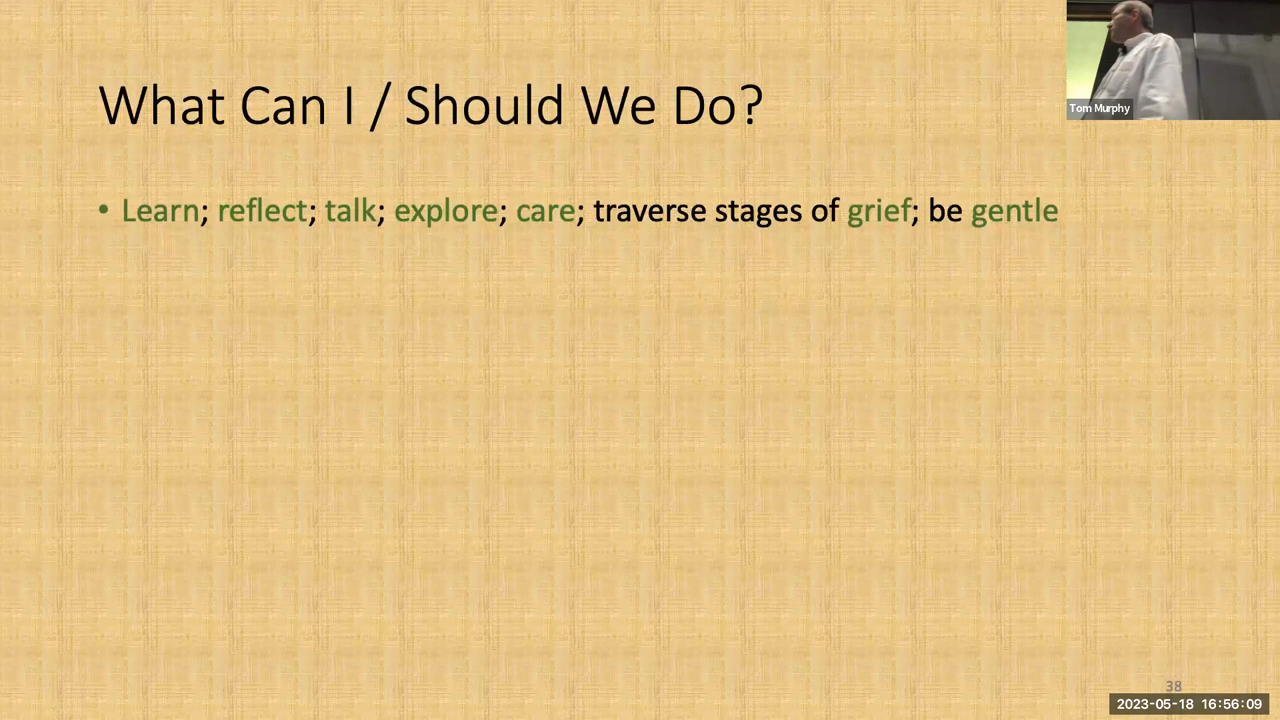 What Can I / Should We Do?
Tom Murphy
• Learn; reflect; talk; explore; care; traverse stages of grief; be gentle
38
2023-05-18 16:56:09